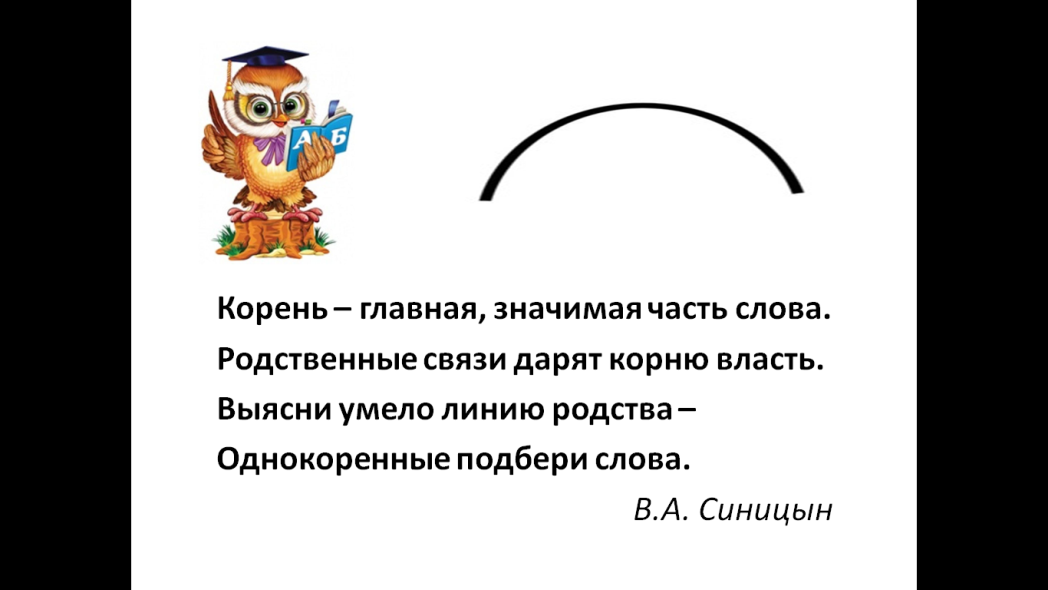 А Б
Корень – главная, значимая часть слова.
Родственные связи дарят корню власть.
Выясни умело линию родства –
Однокоренные подбери слова.
В.А. Синицын